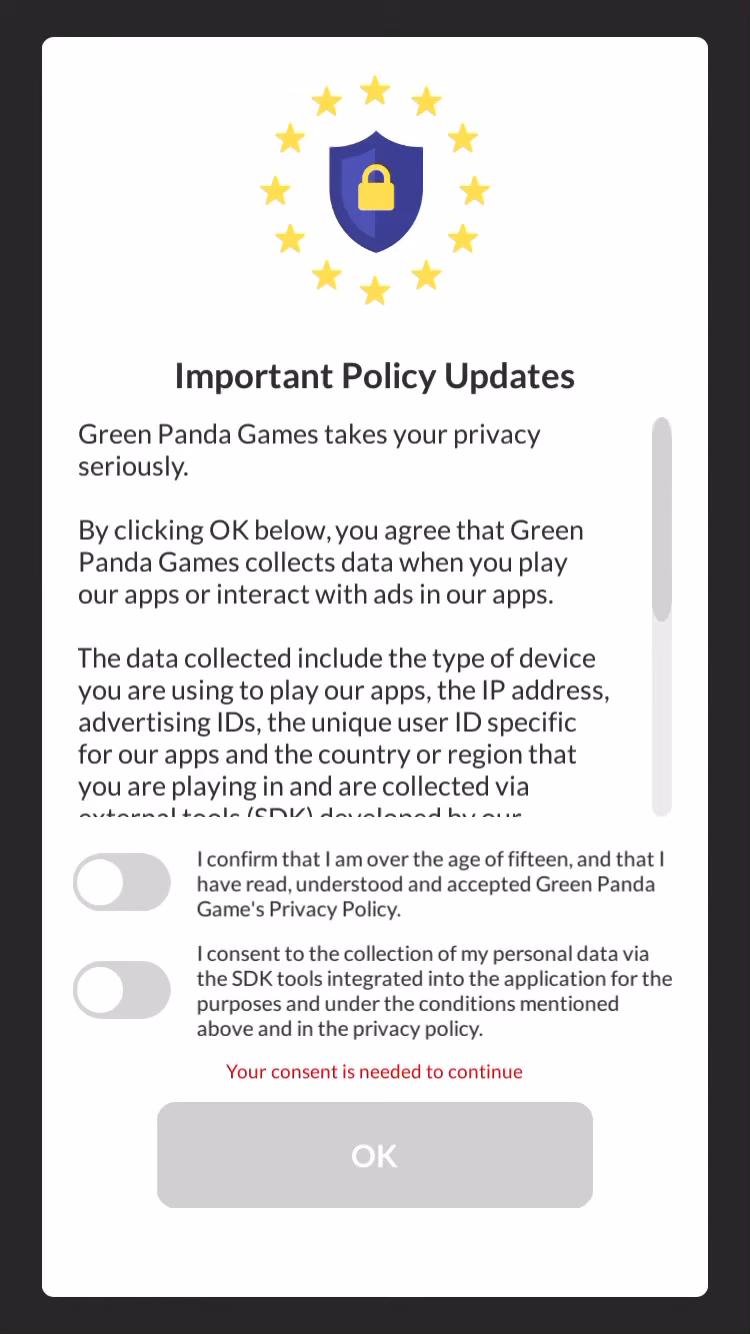 Important Policy Updates
Green Panda Games takes your privacy
seriously.
By clicking OK below, you agree that Green
Panda Games collects data when you play
our apps or interact with ads in our apps.
The data collected include the type of device
you are using to play our apps, the IP address,
advertising IDs, the unique user ID specific
for our apps and the country or region that
you are playing in and are collected via
external tools (SDK) developed by our
I confirm that I am over the age of fifteen, and that I
have read, understood and accepted Green Panda
Game's Privacy Policy.
I consent to the collection of my personal data via
the SDK tools integrated into the application for the
purposes and under the conditions mentioned
above and in the privacy policy.
Your consent is needed to continue
OK